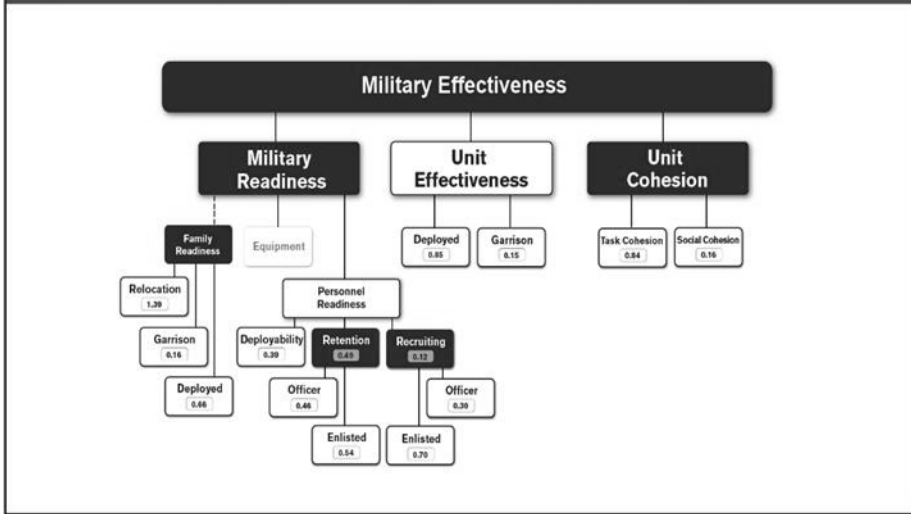 Military Effectiveness
Military
Readiness
Unit
Effectiveness
Unit
Cohesion
Family
Readiness
Equipment
Deployed
0.85
Garrison
0.15
Task Cohesion
0.84
Social Cohesion
0.16
Relocation
1.39
Personnel
Readiness
Garrison
0.16
Deployability
0.39
Retention
0.49
Recruiting
0.12
Deployed
0.66
Officer
0.46
Officer
0.30
Enlisted
0.54
Enlisted
0.70